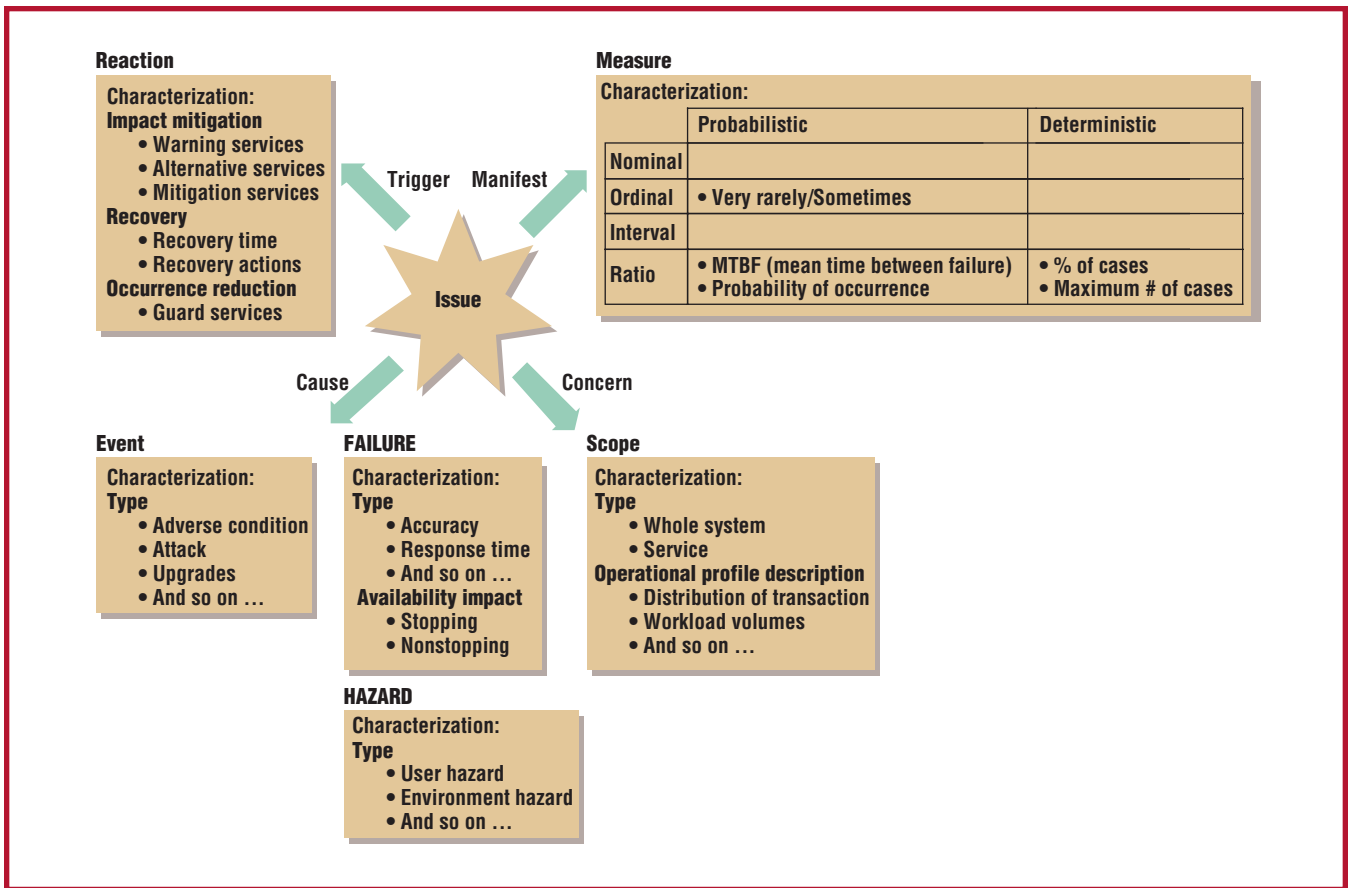 Reaction
Characterization:
Impact mitigation
• Warning services
• Alternative services
• Mitigation services
Recovery
• Recovery time
• Recovery actions
Occurrence reduction
• Guard services
Trigger
Manifest
Measure
Characterization:
Probabilistic
Deterministic
Nominal
Ordinal
• Very rarely/Sometimes
Interval
Ratio
• MTBF (mean time between failure)
• Probability of occurrence
• % of cases
• Maximum # of cases
Issue
Cause
Concern
Event
Characterization:
Type
• Adverse condition
• Attack
• Upgrades
• And so on …
FAILURE
Characterization:
Type
• Accuracy
• Response time
• And so on …
Availability impact
• Stopping
• Nonstopping
Scope
Characterization:
Type
• Whole system
• Service
Operational profile description
• Distribution of transaction
• Workload volumes
• And so on …
HAZARD
Characterization:
Type
• User hazard
• Environment hazard
• And so on …